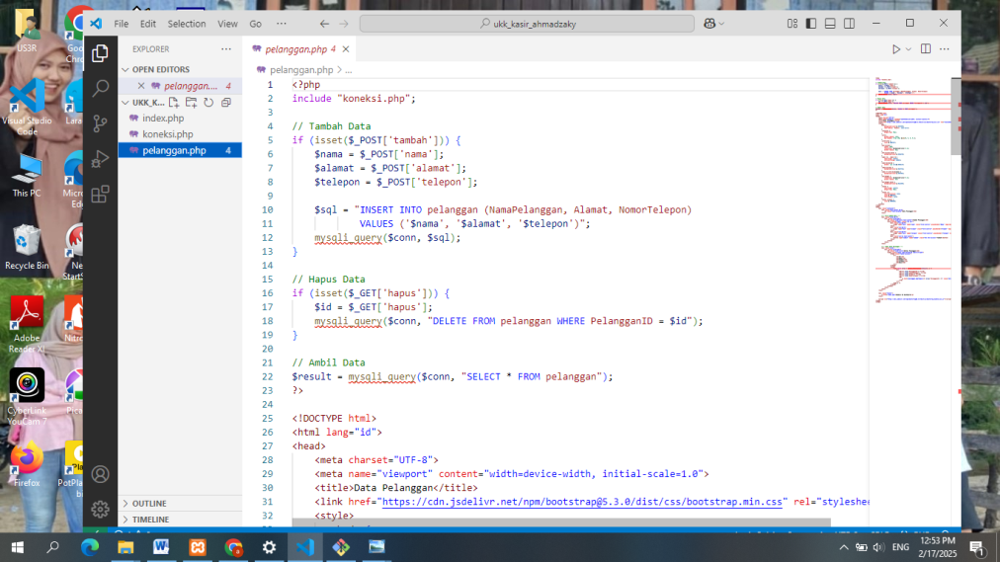 File Edit Selection View Go ···
ukk_kasir_ahmadzaky
EXPLORER ···
OPEN EDITORS
pelanggan.... 4
UKK_K...
index.php
koneksi.php
pelanggan.php 4
OUTLINE
TIMELINE
pelanggan.php 4
pelanggan.php > ...
1 <?php
2 include "koneksi.php";
3
4 // Tambah Data
5 if (isset($_POST['tambah'])) {
6 $nama = $_POST['nama'];
7 $alamat = $_POST['alamat'];
8 $telepon = $_POST['telepon'];
9
10 $sql = "INSERT INTO pelanggan (NamaPelanggan, Alamat, NomorTelepon)
11 VALUES ('$nama', '$alamat', '$telepon')";
12 mysqli_query($conn, $sql);
13 }
14
15 // Hapus Data
16 if (isset($_GET['hapus'])) {
17 $id = $_GET['hapus'];
18 mysqli_query($conn, "DELETE FROM pelanggan WHERE PelangganID = $id");
19 }
20
21 // Ambil Data
22 $result = mysqli_query($conn, "SELECT * FROM pelanggan");
23 ?>
24
25 <!DOCTYPE html>
26 <html lang="id">
27 <head>
28 <meta charset="UTF-8">
29 <meta name="viewport" content="width=device-width, initial-scale=1.0">
30 <title>Data Pelanggan</title>
31 <link href="https://cdn.jsdelivr.net/npm/bootstrap@5.3.0/dist/css/bootstrap.min.css" rel="styleshee
32 <style>
US3R
Goo
Chro
Visual Studio
Code
Lara
This PC
Micro
Ed
Recycle Bin
Ne
StartS
Adobe
Reader XI
Nitro
CyberLink
YouCam 7
Pica
Firefox
PotPla
ba
ENG
12:53 PM
2/17/2025
1